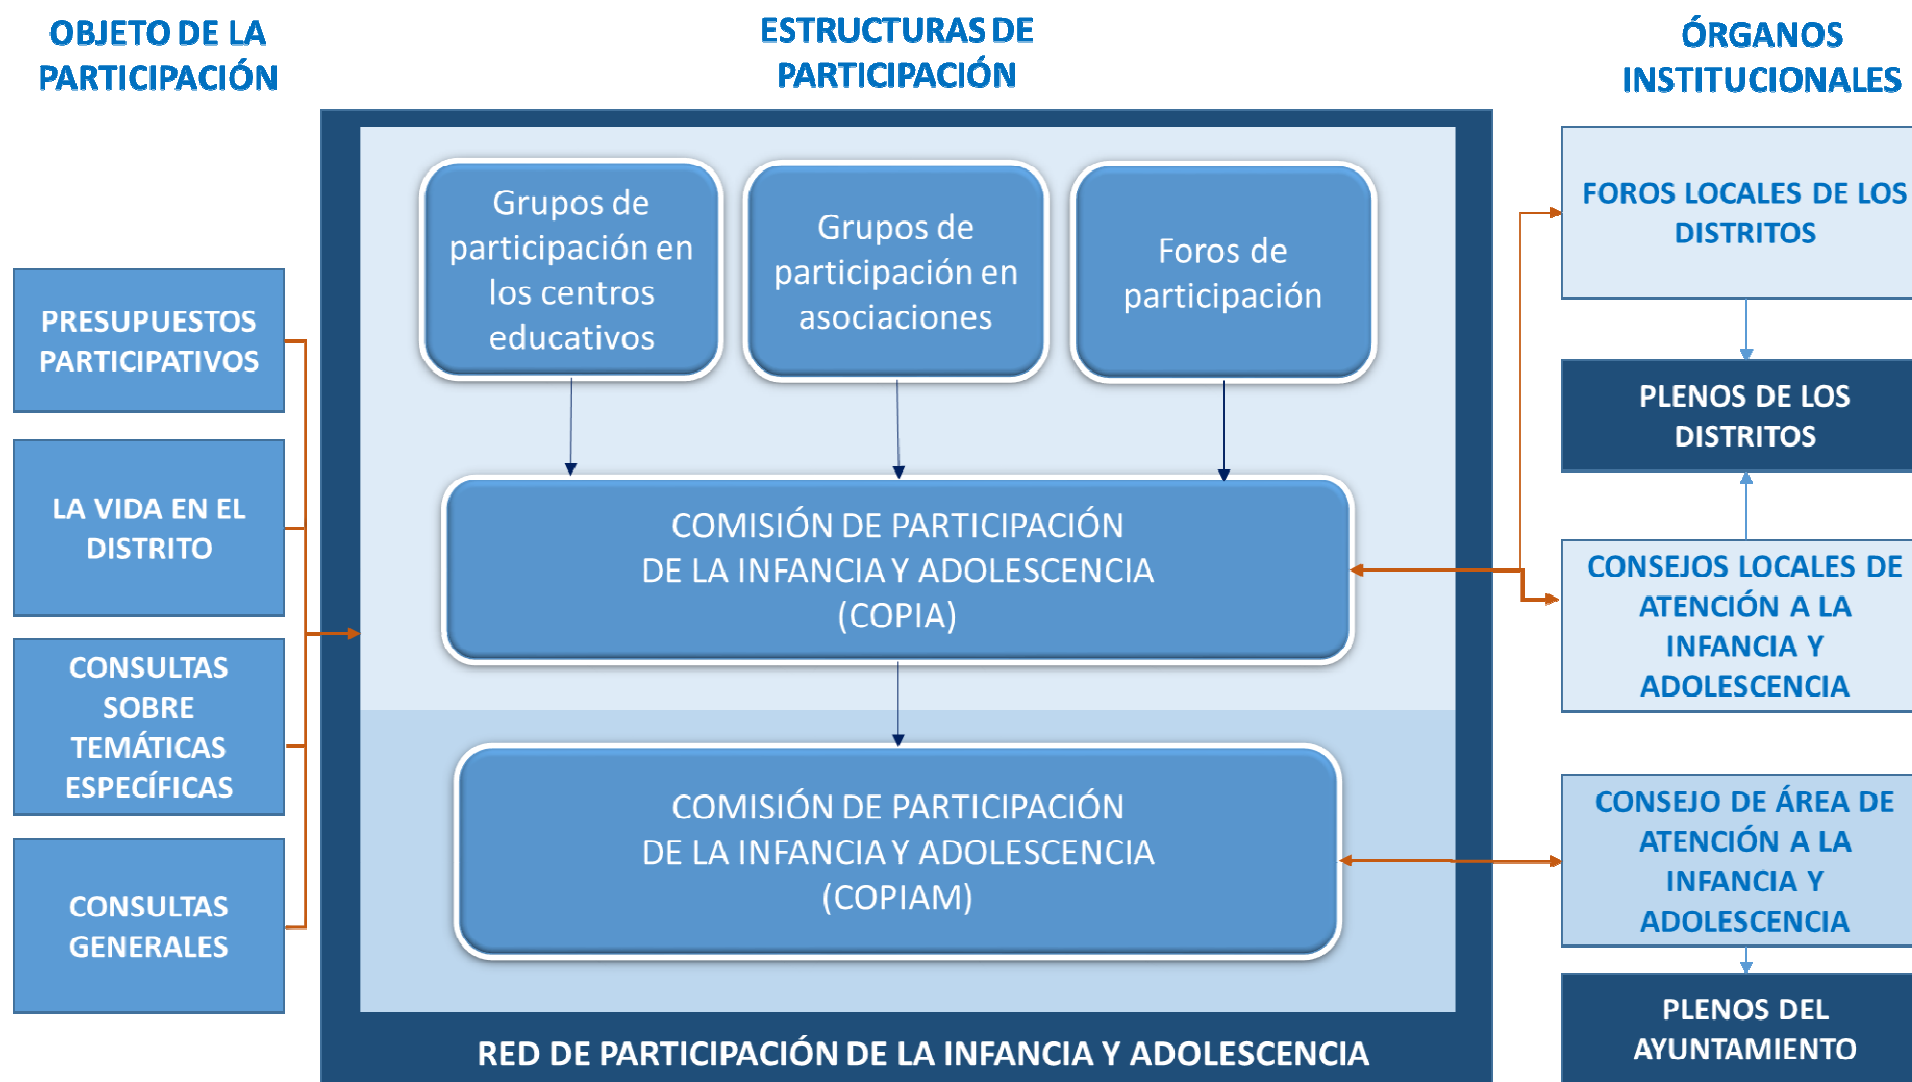 OBJETO DE LA
PARTICIPACIÓN
ESTRUCTURAS DE
PARTICIPACIÓN
ÓRGANOS
INSTITUCIONALES
PRESUPUESTOS
PARTICIPATIVOS
LA VIDA EN EL
DISTRITO
CONSULTAS
SOBRE
TEMÁTICAS
ESPECÍFICAS
CONSULTAS
GENERALES
Grupos de
participación en
los centros
educativos
Grupos de
participación en
asociaciones
Foros de
participación
COMISIÓN DE PARTICIPACIÓN
DE LA INFANCIA Y ADOLESCENCIA
(COPIA)
COMISIÓN DE PARTICIPACIÓN
DE LA INFANCIA Y ADOLESCENCIA
(COPIAM)
RED DE PARTICIPACIÓN DE LA INFANCIA Y ADOLESCENCIA
FOROS LOCALES DE LOS
DISTRITOS
PLENOS DE LOS
DISTRITOS
CONSEJOS LOCALES DE
ATENCIÓN A LA
INFANCIA Y
ADOLESCENCIA
CONSEJO DE ÁREA DE
ATENCIÓN A LA
INFANCIA Y
ADOLESCENCIA
PLENOS DEL
AYUNTAMIENTO